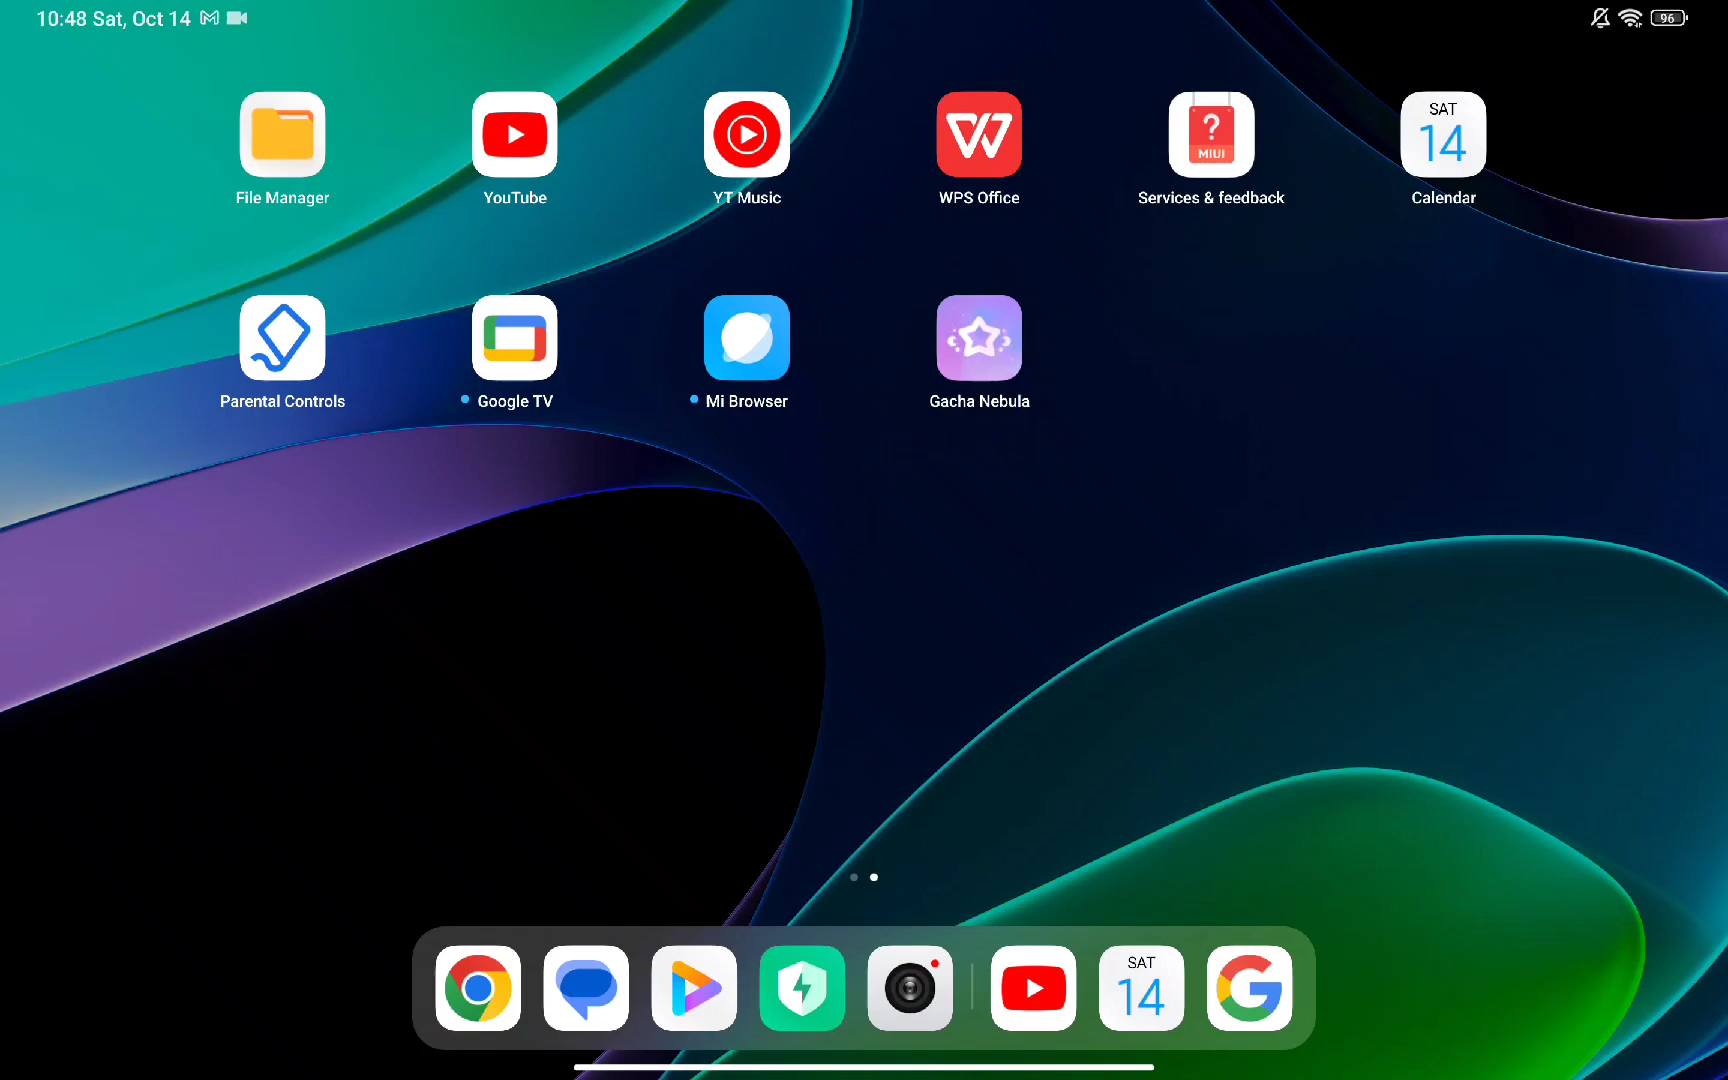 10:48 Sat, Oct 14
96
File Manager
YouTube
YT Music
WPS Office
?
MIUI
Services & feedback
SAT
14
Calendar
Parental Controls
Google TV
Mi Browser
Gacha Nebula
SAT
14